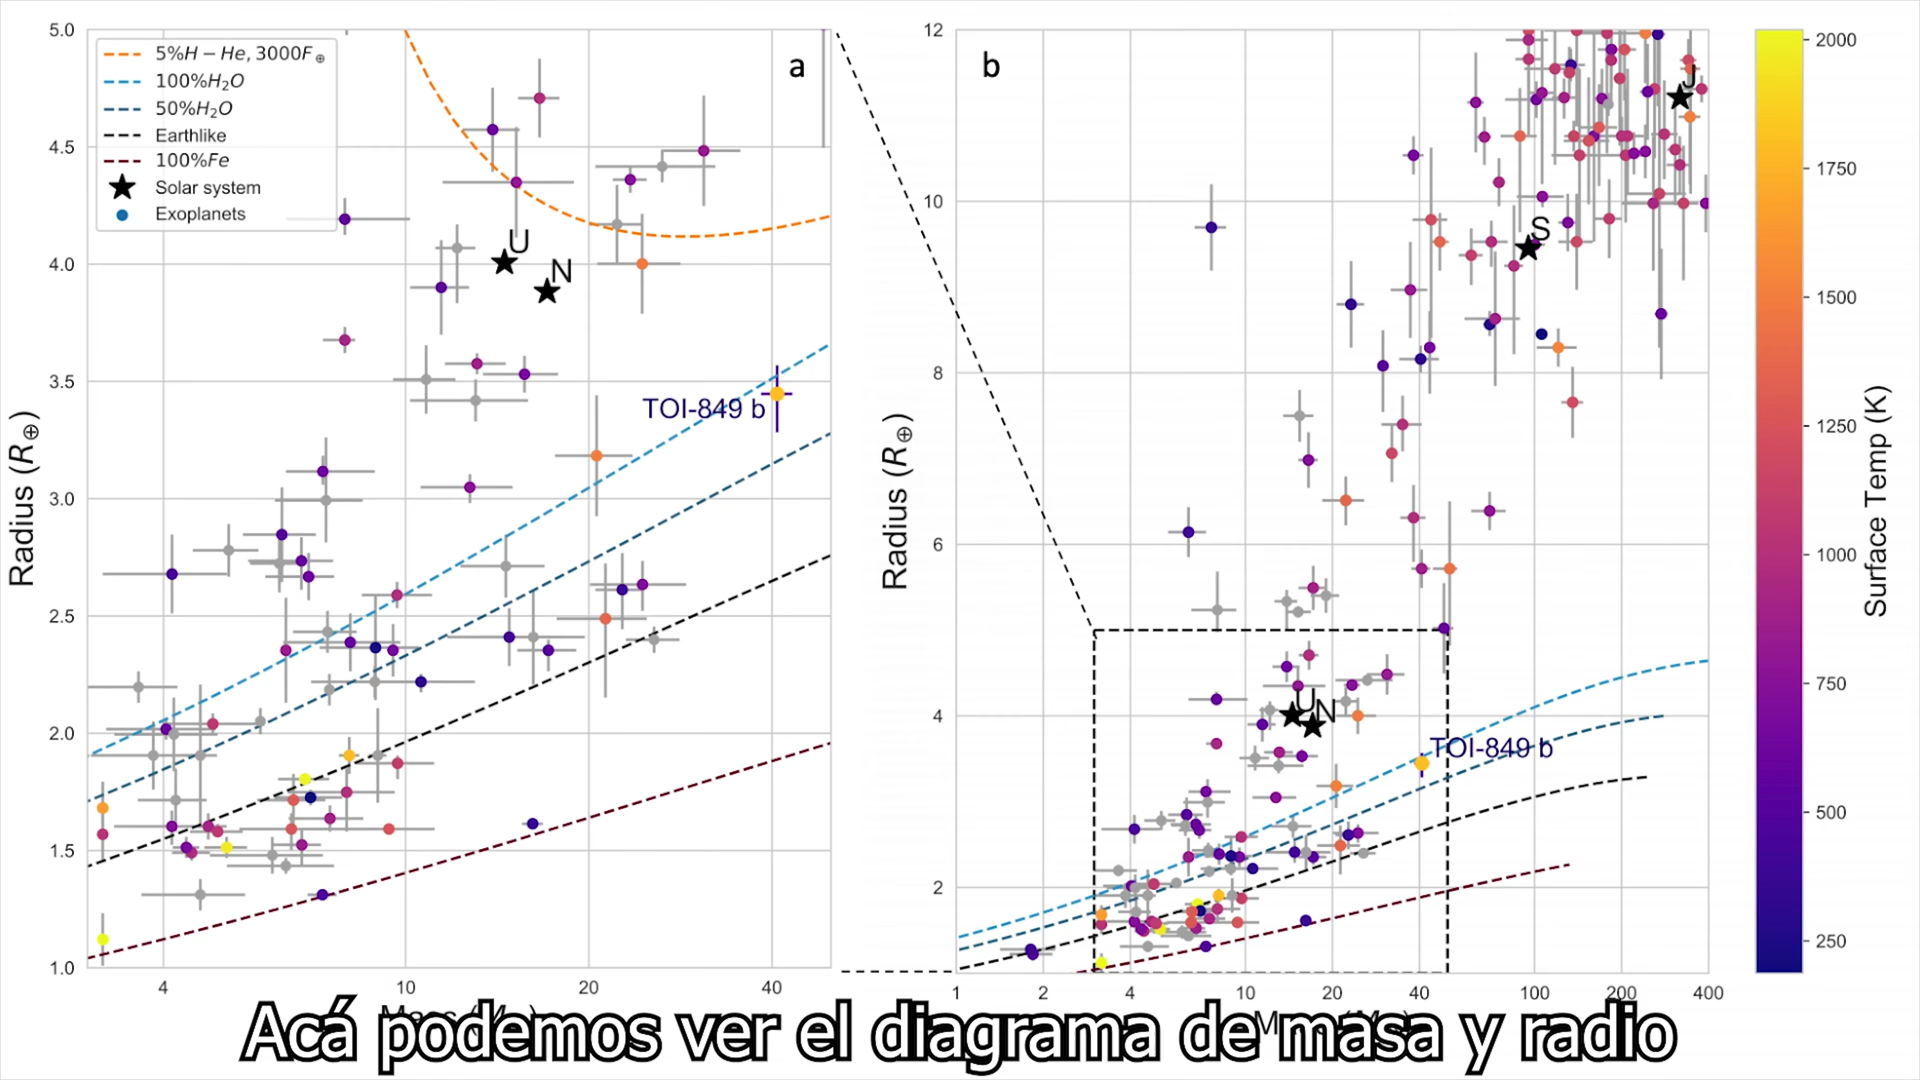 5.0
4.5
4.0
3.5
3.0
2.5
2.0
1.5
1.0
Radius (R⊕)
5%H − He, 3000F⊕
100%H₂O
50%H₂O
Earthlike
100%Fe
Solar system
Exoplanets
a
U
N
TOI-849 b
4 10 20 40
12
10
8
6
4
2
Radius (R⊕)
b
J
S
U N
TOI-849 b
1 2 4 10 20 40 100 200 400
2000
1750
1500
1250
1000
750
500
250
Surface Temp (K)
Acá podemos ver el diagrama de masa y radio